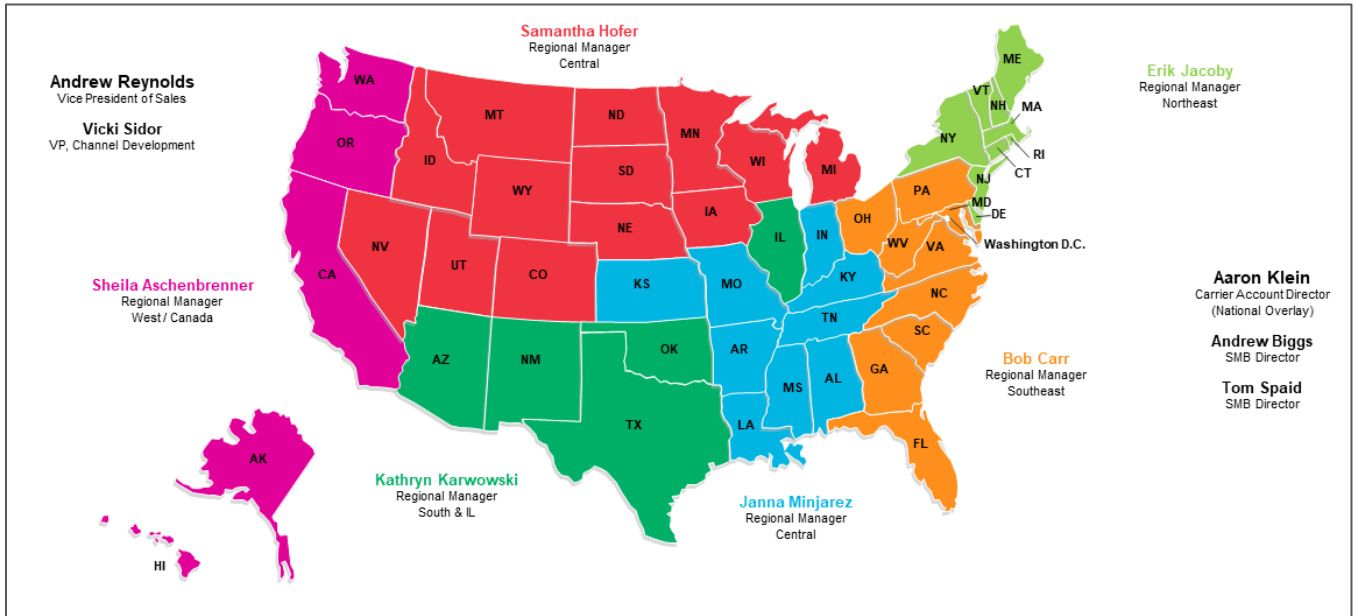 Samantha Hofer
Regional Manager
Central
Andrew Reynolds
Vice President of Sales
Vicki Sidor
VP, Channel Development
Erik Jacoby
Regional Manager
Northeast
Sheila Aschenbrenner
Regional Manager
West / Canada
Aaron Klein
Carrier Account Director
(National Overlay)
Andrew Biggs
SMB Director
Tom Spaid
SMB Director
Bob Carr
Regional Manager
Southeast
Kathryn Karwowski
Regional Manager
South & IL
Janna Minjarez
Regional Manager
Central
WA
OR
CA
AK
HI
MT
ID
WY
NV
UT
CO
ND
SD
NE
MN
IA
WI
MI
AZ
NM
OK
TX
IL
KS
MO
AR
LA
MS
AL
TN
KY
IN
OH
PA
WV
VA
MD
Washington D.C.
NC
SC
GA
FL
ME
VT
NH
MA
NY
RI
CT
NJ
DE